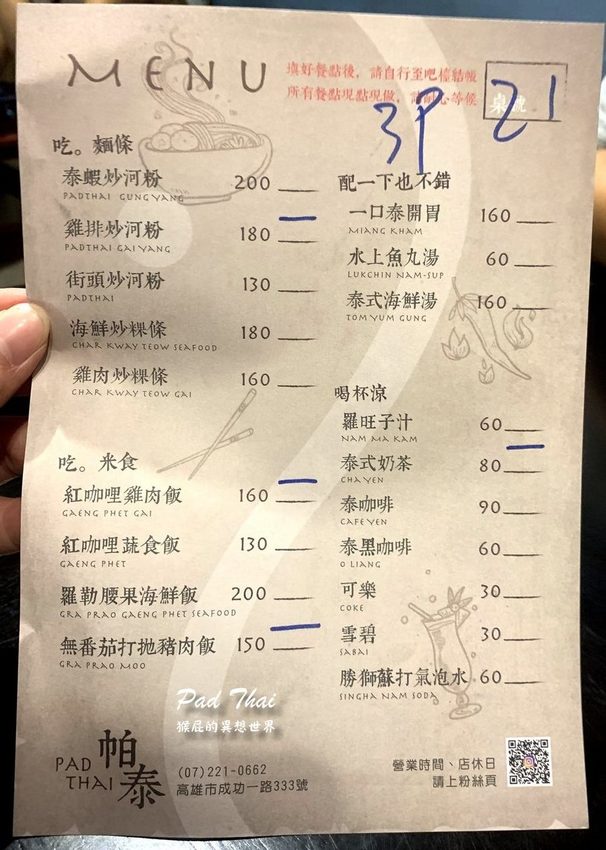 MENU
填好餐點後，請自行至吧檯結帳
所有餐點現點現做，請耐心等候
桌號
3P
21
吃。麵條
泰蝦炒河粉 200
PADTHAI GUNG YANG
雞排炒河粉 180
PADTHAI GAI YANG
街頭炒河粉 130
PADTHAI
海鮮炒粿條 180
CHAR KWAY TEOW SEAFOOD
雞肉炒粿條 160
CHAR KWAY TEOW GAI
吃。米食
紅咖哩雞肉飯 160
GAENG PHET GAI
紅咖哩蔬食飯 130
GAENG PHET
羅勒腰果海鮮飯 200
GRA PRAO GAENG PHET SEAFOOD
無番茄打拋豬肉飯 150
GRA PRAO MOO
配一下也不錯
一口泰開胃 160
MIANG KHAM
水上魚丸湯 60
LUKCHIN NAM-SUP
泰式海鮮湯 160
TOM YUM GUNG
喝杯涼
羅旺子汁 60
NAM MA KAM
泰式奶茶 80
CHA YEN
泰咖啡 90
CAFE YEN
泰黑咖啡 60
O LIANG
可樂 30
COKE
雪碧 30
SABAI
勝獅蘇打氣泡水 60
SINGHA NAM SODA
Pad Thai
猴屁的異想世界
PAD THAI
帕泰
(07)221-0662
高雄市成功一路333號
營業時間、店休日
請上粉絲頁